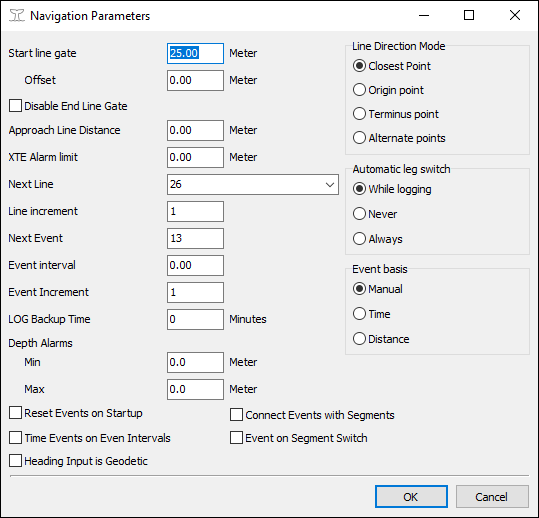 Navigation Parameters
Start line gate 25.00 Meter
Offset 0.00 Meter
Disable End Line Gate
Approach Line Distance 0.00 Meter
XTE Alarm limit 0.00 Meter
Next Line 26
Line increment 1
Next Event 13
Event interval 0.00
Event Increment 1
LOG Backup Time 0 Minutes
Depth Alarms
Min 0.0 Meter
Max 0.0 Meter
Reset Events on Startup
Time Events on Even Intervals
Heading Input is Geodetic
Connect Events with Segments
Event on Segment Switch
Line Direction Mode
Closest Point
Origin point
Terminus point
Alternate points
Automatic leg switch
While logging
Never
Always
Event basis
Manual
Time
Distance
OK
Cancel